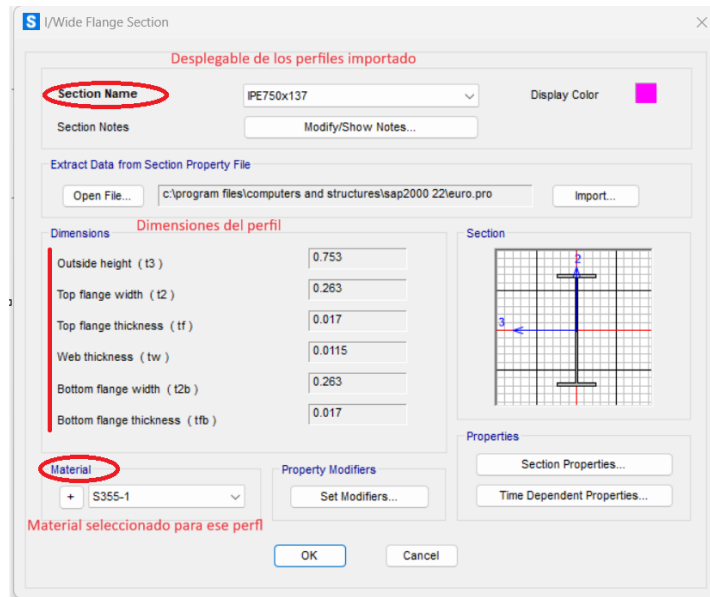 S I/Wide Flange Section
Desplegable de los perfiles importado
Section Name IPE750x137 Display Color
Section Notes Modify/Show Notes...
Extract Data from Section Property File
Open File... c:\program files\computers and structures\sap2000 22\euro.pro Import...
Dimensiones del perfil
Dimensions
Outside height ( t3 ) 0.753
Top flange width ( t2 ) 0.263
Top flange thickness ( tf ) 0.017
Web thickness ( tw ) 0.0115
Bottom flange width ( t2b ) 0.263
Bottom flange thickness ( tfb ) 0.017
Section
2
3
Material
+ S355-1
Material seleccionado para ese perfl
Property Modifiers
Set Modifiers...
Properties
Section Properties...
Time Dependent Properties...
OK Cancel